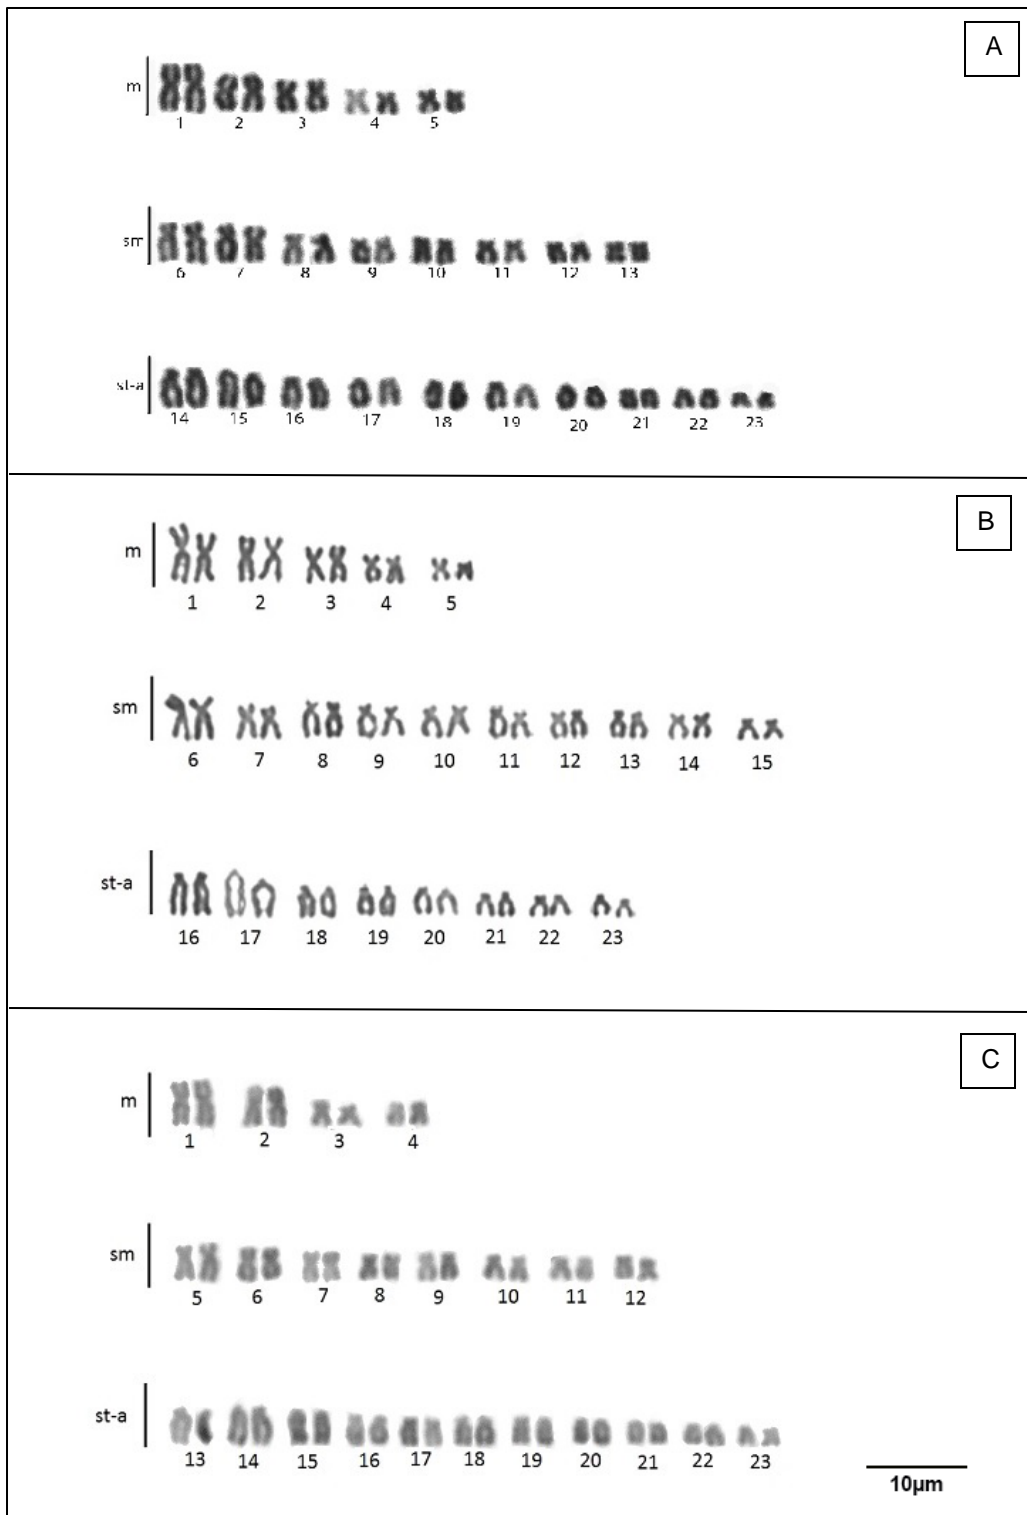 A
m
1 2 3 4 5
sm
6 7 8 9 10 11 12 13
st-a
14 15 16 17 18 19 20 21 22 23
B
m
1 2 3 4 5
sm
6 7 8 9 10 11 12 13 14 15
st-a
16 17 18 19 20 21 22 23
C
m
1 2 3 4
sm
5 6 7 8 9 10 11 12
st-a
13 14 15 16 17 18 19 20 21 22 23
10µm